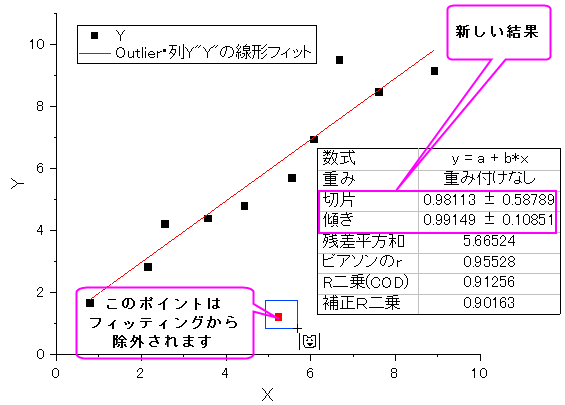 Y
Outlier・列Y"Y"の線形フィット
新しい結果
10
8
6
4
2
0
Y
数式 y = a + b*x
重み 重み付けなし
切片 0.98113 ± 0.58789
傾き 0.99149 ± 0.10851
残差平方和 5.66524
ピアソンのr 0.95528
R二乗(COD) 0.91256
補正R二乗 0.90163
このポイントは
フィッティングから
除外されます
0 2 4 6 8 10
X